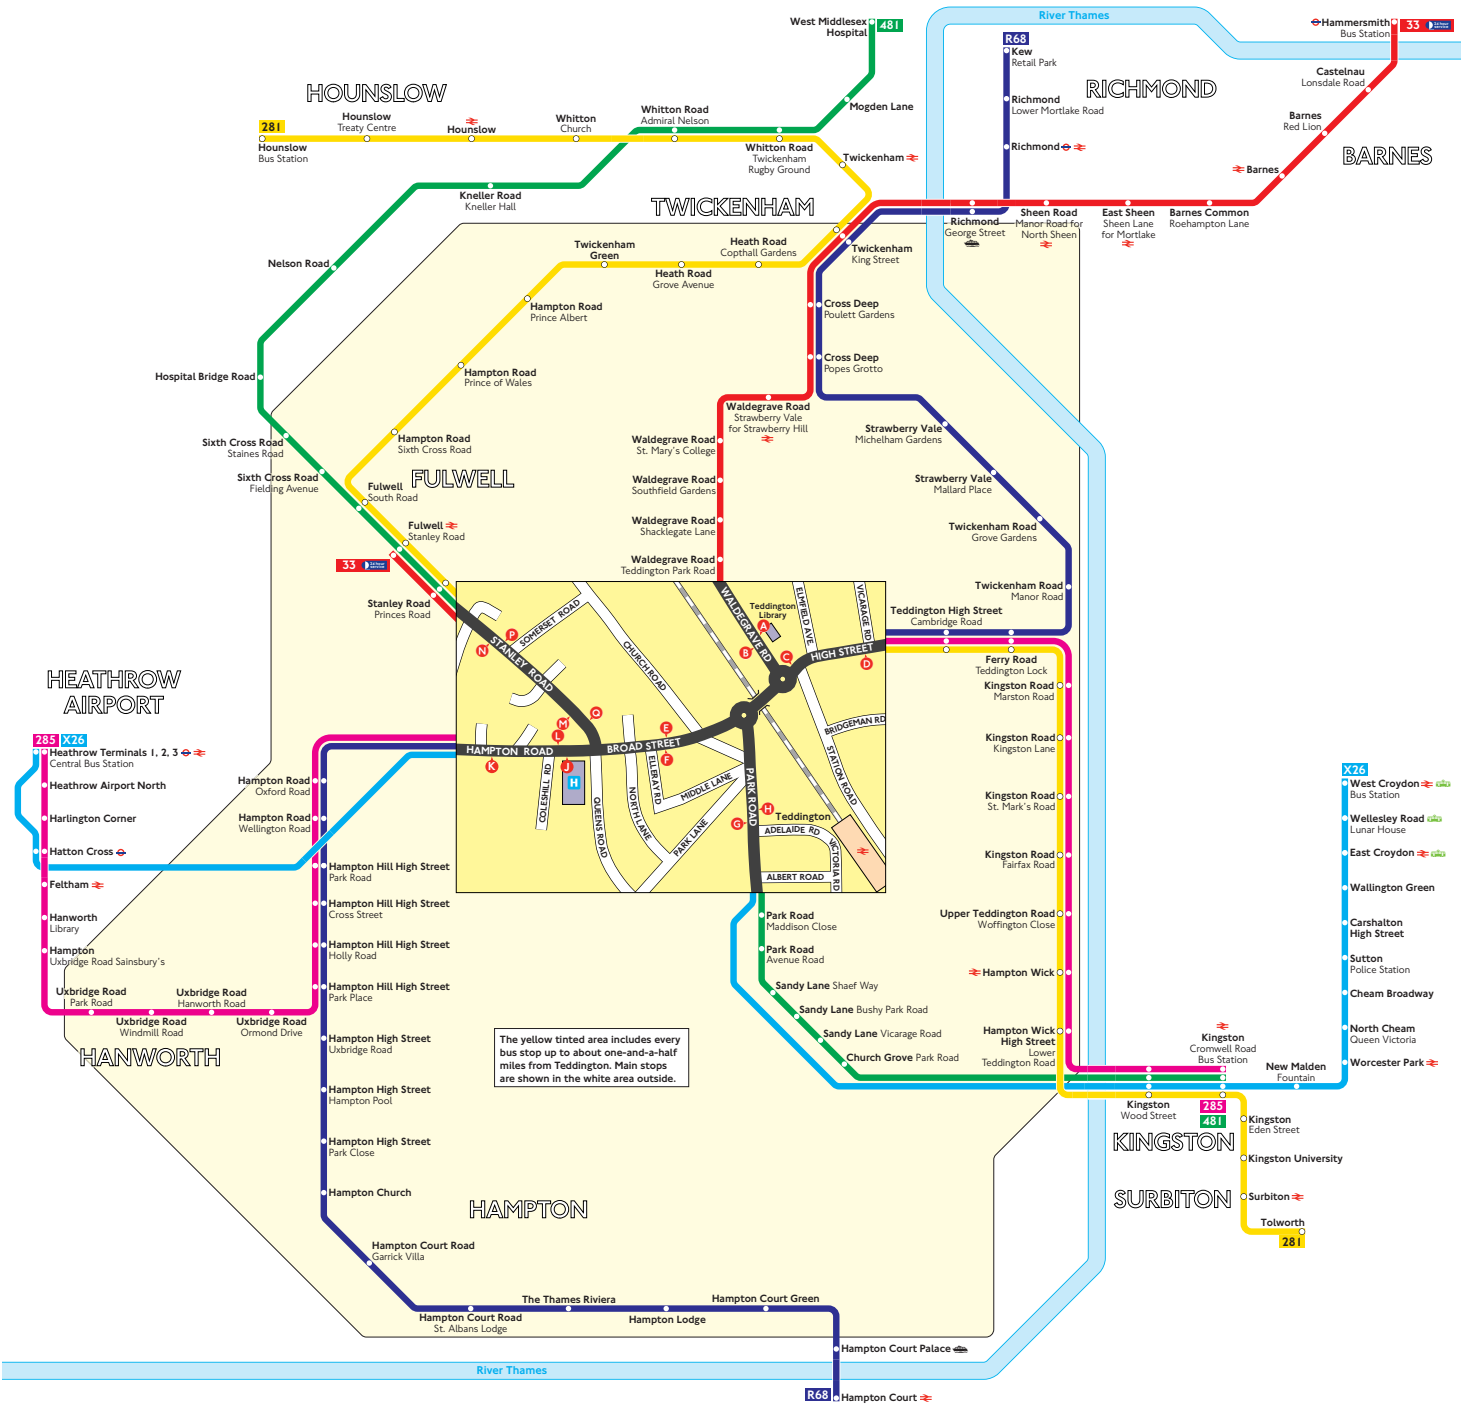 River Thames
West Middlesex
Hospital
481
Hammersmith
Bus Station
33
24 hour
service
R68
Kew
Retail Park
RICHMOND
Castelnau
Lonsdale Road
HOUNSLOW
Mogden Lane
Richmond
Lower Mortlake Road
Barnes
Red Lion
281
Hounslow
Bus Station
Hounslow
Treaty Centre
Hounslow
Whitton
Church
Whitton Road
Admiral Nelson
Whitton Road
Twickenham
Rugby Ground
Twickenham
Richmond
BARNES
Barnes
Kneller Road
Kneller Hall
TWICKENHAM
Richmond
George Street
Sheen Road
Manor Road for
North Sheen
East Sheen
Sheen Lane
for Mortlake
Barnes Common
Roehampton Lane
Nelson Road
Twickenham
Green
Heath Road
Copthall Gardens
Heath Road
Grove Avenue
Twickenham
King Street
Hampton Road
Prince Albert
Cross Deep
Poulett Gardens
Cross Deep
Popes Grotto
Hospital Bridge Road
Hampton Road
Prince of Wales
Waldegrave Road
Strawberry Vale
for Strawberry Hill
Strawberry Vale
Michelham Gardens
Sixth Cross Road
Staines Road
Hampton Road
Sixth Cross Road
Waldegrave Road
St. Mary's College
Sixth Cross Road
Fielding Avenue
FULWELL
Fulwell
South Road
Waldegrave Road
Southfield Gardens
Strawberry Vale
Mallard Place
Fulwell
Stanley Road
Waldegrave Road
Shacklegate Lane
Twickenham Road
Grove Gardens
33
24 hour
service
Waldegrave Road
Teddington Park Road
Twickenham Road
Manor Road
Stanley Road
Princes Road
Teddington High Street
Cambridge Road
Ferry Road
Teddington Lock
WALDEGRAVE RD
Teddington
Library
ELMFIELD AVE
VICARAGE RD
SOMERSET ROAD
CHURCH ROAD
STANLEY ROAD
HIGH STREET
A
B
C
D
P
N
M
L
Q
E
F
K
J
H
G
H
HAMPTON ROAD
BROAD STREET
BRIDGEMAN RD
STATION ROAD
COLESHILL RD
QUEENS ROAD
NORTH LANE
ELLERAY RD
MIDDLE LANE
PARK LANE
PARK ROAD
Teddington
ADELAIDE RD
VICTORIA RD
ALBERT ROAD
HEATHROW
AIRPORT
285
X26
Heathrow Terminals 1, 2, 3
Central Bus Station
Heathrow Airport North
Harlington Corner
Hatton Cross
Feltham
Hanworth
Library
Hampton
Uxbridge Road Sainsbury's
Uxbridge Road
Park Road
Uxbridge Road
Windmill Road
Uxbridge Road
Hanworth Road
Uxbridge Road
Ormond Drive
HANWORTH
Hampton Road
Oxford Road
Hampton Road
Wellington Road
Hampton Hill High Street
Park Road
Hampton Hill High Street
Cross Street
Hampton Hill High Street
Holly Road
Hampton Hill High Street
Park Place
Hampton High Street
Uxbridge Road
Hampton High Street
Hampton Pool
Hampton High Street
Park Close
Hampton Church
Hampton Court Road
Garrick Villa
Hampton Court Road
St. Albans Lodge
The Thames Riviera
Hampton Lodge
Hampton Court Green
Hampton Court Palace
R68
Hampton Court
River Thames
HAMPTON
The yellow tinted area includes every
bus stop up to about one-and-a-half
miles from Teddington. Main stops
are shown in the white area outside.
Park Road
Maddison Close
Park Road
Avenue Road
Sandy Lane Shaef Way
Sandy Lane Bushy Park Road
Sandy Lane Vicarage Road
Church Grove Park Road
Kingston Road
Marston Road
Kingston Road
Kingston Lane
Kingston Road
St. Mark's Road
Kingston Road
Fairfax Road
Upper Teddington Road
Woffington Close
Hampton Wick
Hampton Wick
High Street
Lower
Teddington Road
Kingston
Cromwell Road
Bus Station
Kingston
Wood Street
285
481
KINGSTON
New Malden
Fountain
X26
West Croydon
Bus Station
Wellesley Road
Lunar House
East Croydon
Wallington Green
Carshalton
High Street
Sutton
Police Station
Cheam Broadway
North Cheam
Queen Victoria
Worcester Park
Kingston
Eden Street
Kingston University
SURBITON
Surbiton
Tolworth
281